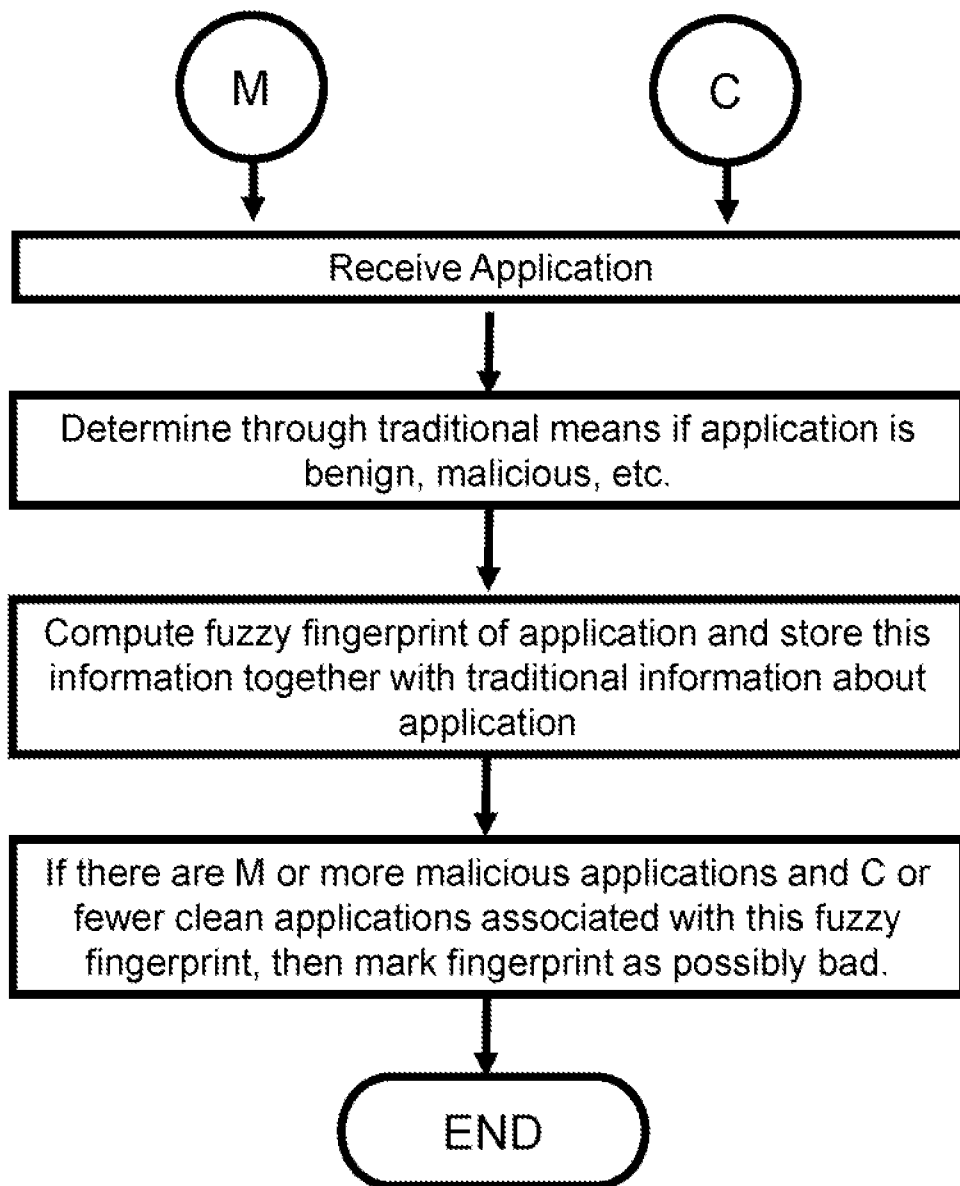 M
C
Receive Application
Determine through traditional means if application is
benign, malicious, etc.
Compute fuzzy fingerprint of application and store this
information together with traditional information about
application
If there are M or more malicious applications and C or
fewer clean applications associated with this fuzzy
fingerprint, then mark fingerprint as possibly bad.
END